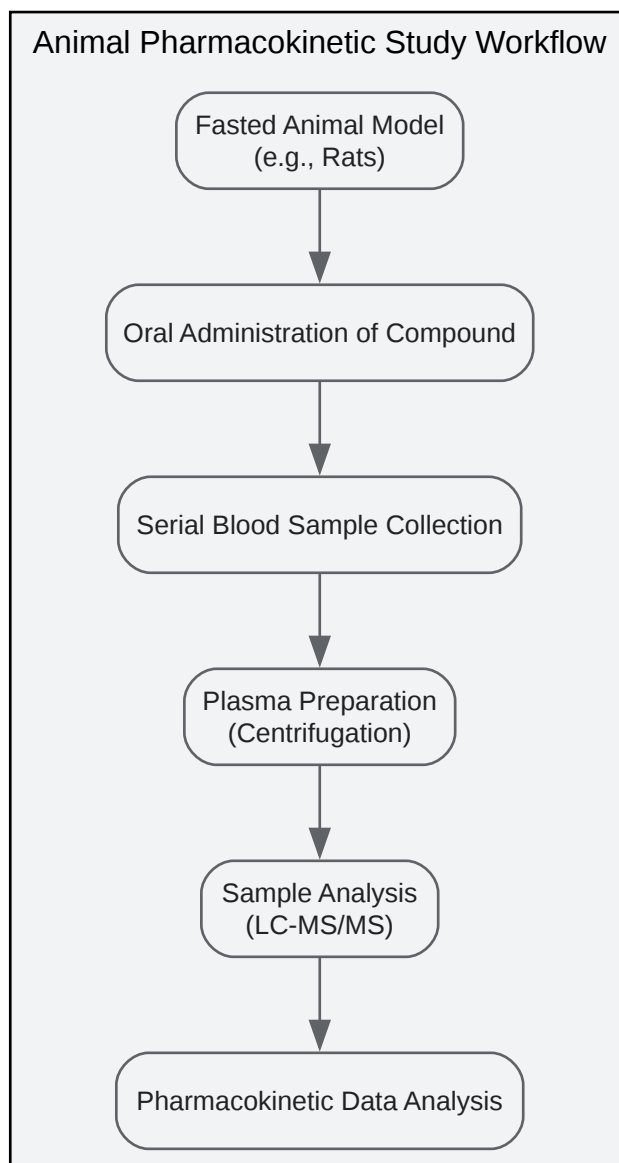 Animal Pharmacokinetic Study Workflow
Fasted Animal Model
(e.g., Rats)
Oral Administration of Compound
Serial Blood Sample Collection
Plasma Preparation
(Centrifugation)
Sample Analysis
(LC-MS/MS)
Pharmacokinetic Data Analysis